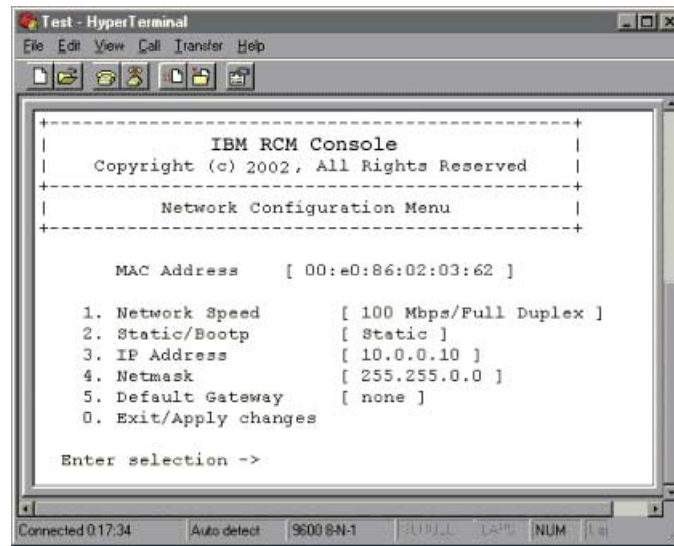 Test - HyperTerminal
File Edit View Call Transfer Help
IBM RCM Console
Copyright (c) 2002, All Rights Reserved
Network Configuration Menu
MAC Address [ 00:e0:86:02:03:62 ]
1. Network Speed [ 100 Mbps/Full Duplex ]
2. Static/Bootp [ Static ]
3. IP Address [ 10.0.0.10 ]
4. Netmask [ 255.255.0.0 ]
5. Default Gateway [ none ]
0. Exit/Apply changes
Enter selection ->
Connected 0:17:34 Auto detect 9600 8-N-1 SCROLL CAPS NUM